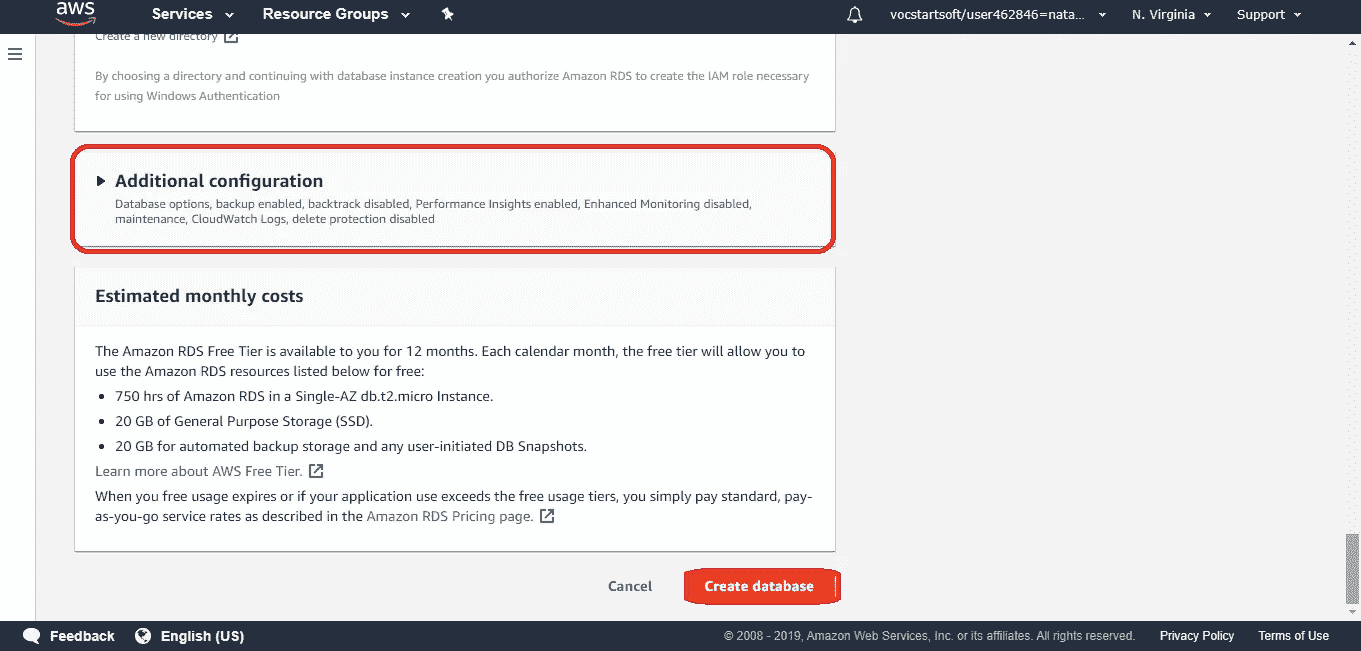 aws
Services
Resource Groups
vocstartsoft/user462846=nata...
N. Virginia
Support
Create a new directory
By choosing a directory and continuing with database instance creation you authorize Amazon RDS to create the IAM role necessary
for using Windows Authentication
Additional configuration
Database options, backup enabled, backtrack disabled, Performance Insights enabled, Enhanced Monitoring disabled,
maintenance, CloudWatch Logs, delete protection disabled
Estimated monthly costs
The Amazon RDS Free Tier is available to you for 12 months. Each calendar month, the free tier will allow you to
use the Amazon RDS resources listed below for free:
• 750 hrs of Amazon RDS in a Single-AZ db.t2.micro Instance.
• 20 GB of General Purpose Storage (SSD).
• 20 GB for automated backup storage and any user-initiated DB Snapshots.
Learn more about AWS Free Tier.
When you free usage expires or if your application use exceeds the free usage tiers, you simply pay standard, pay-
as-you-go service rates as described in the Amazon RDS Pricing page.
Cancel
Create database
Feedback
English (US)
© 2008 - 2019, Amazon Web Services, Inc. or its affiliates. All rights reserved.
Privacy Policy
Terms of Use